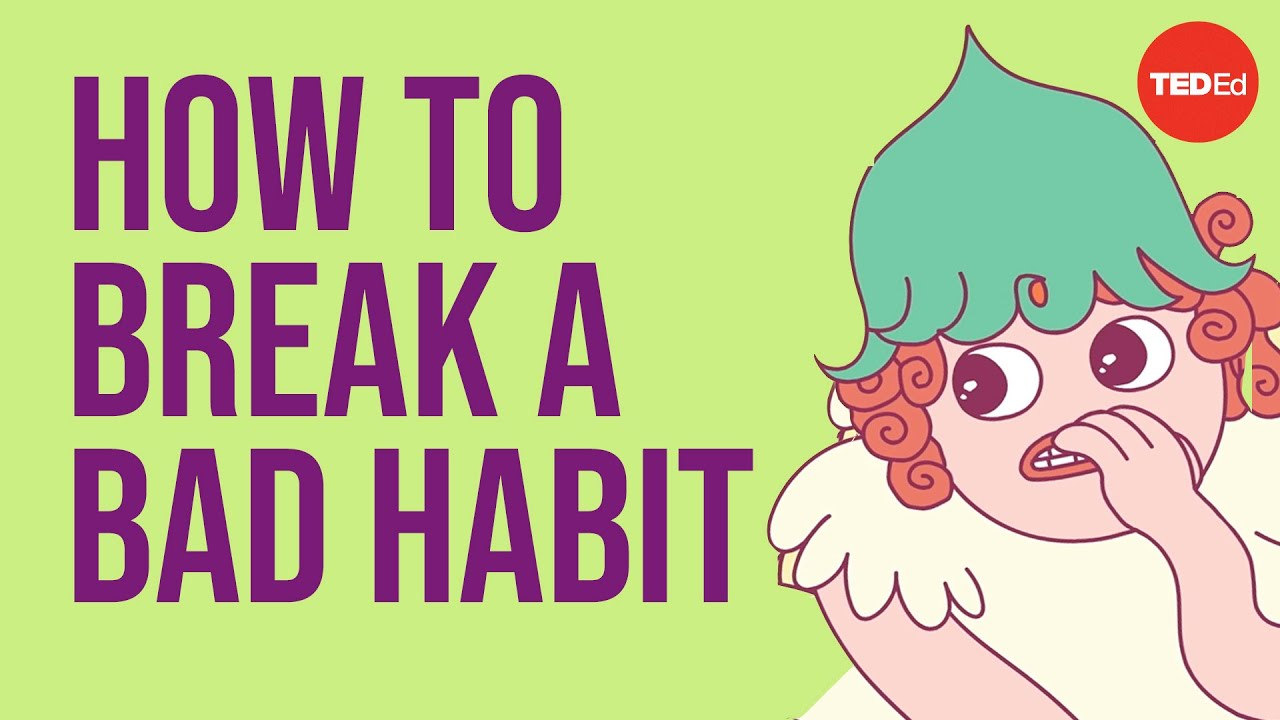 HOW TO
BREAK A
BAD HABIT
TEDEd